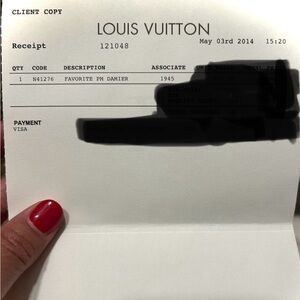 CLIENT COPY
LOUIS VUITTON
Receipt 121048 May 03rd 2014 15:20
QTY CODE DESCRIPTION ASSOCIATE
1 N41276 FAVORITE PM DAMIER 1945
PAYMENT
VISA